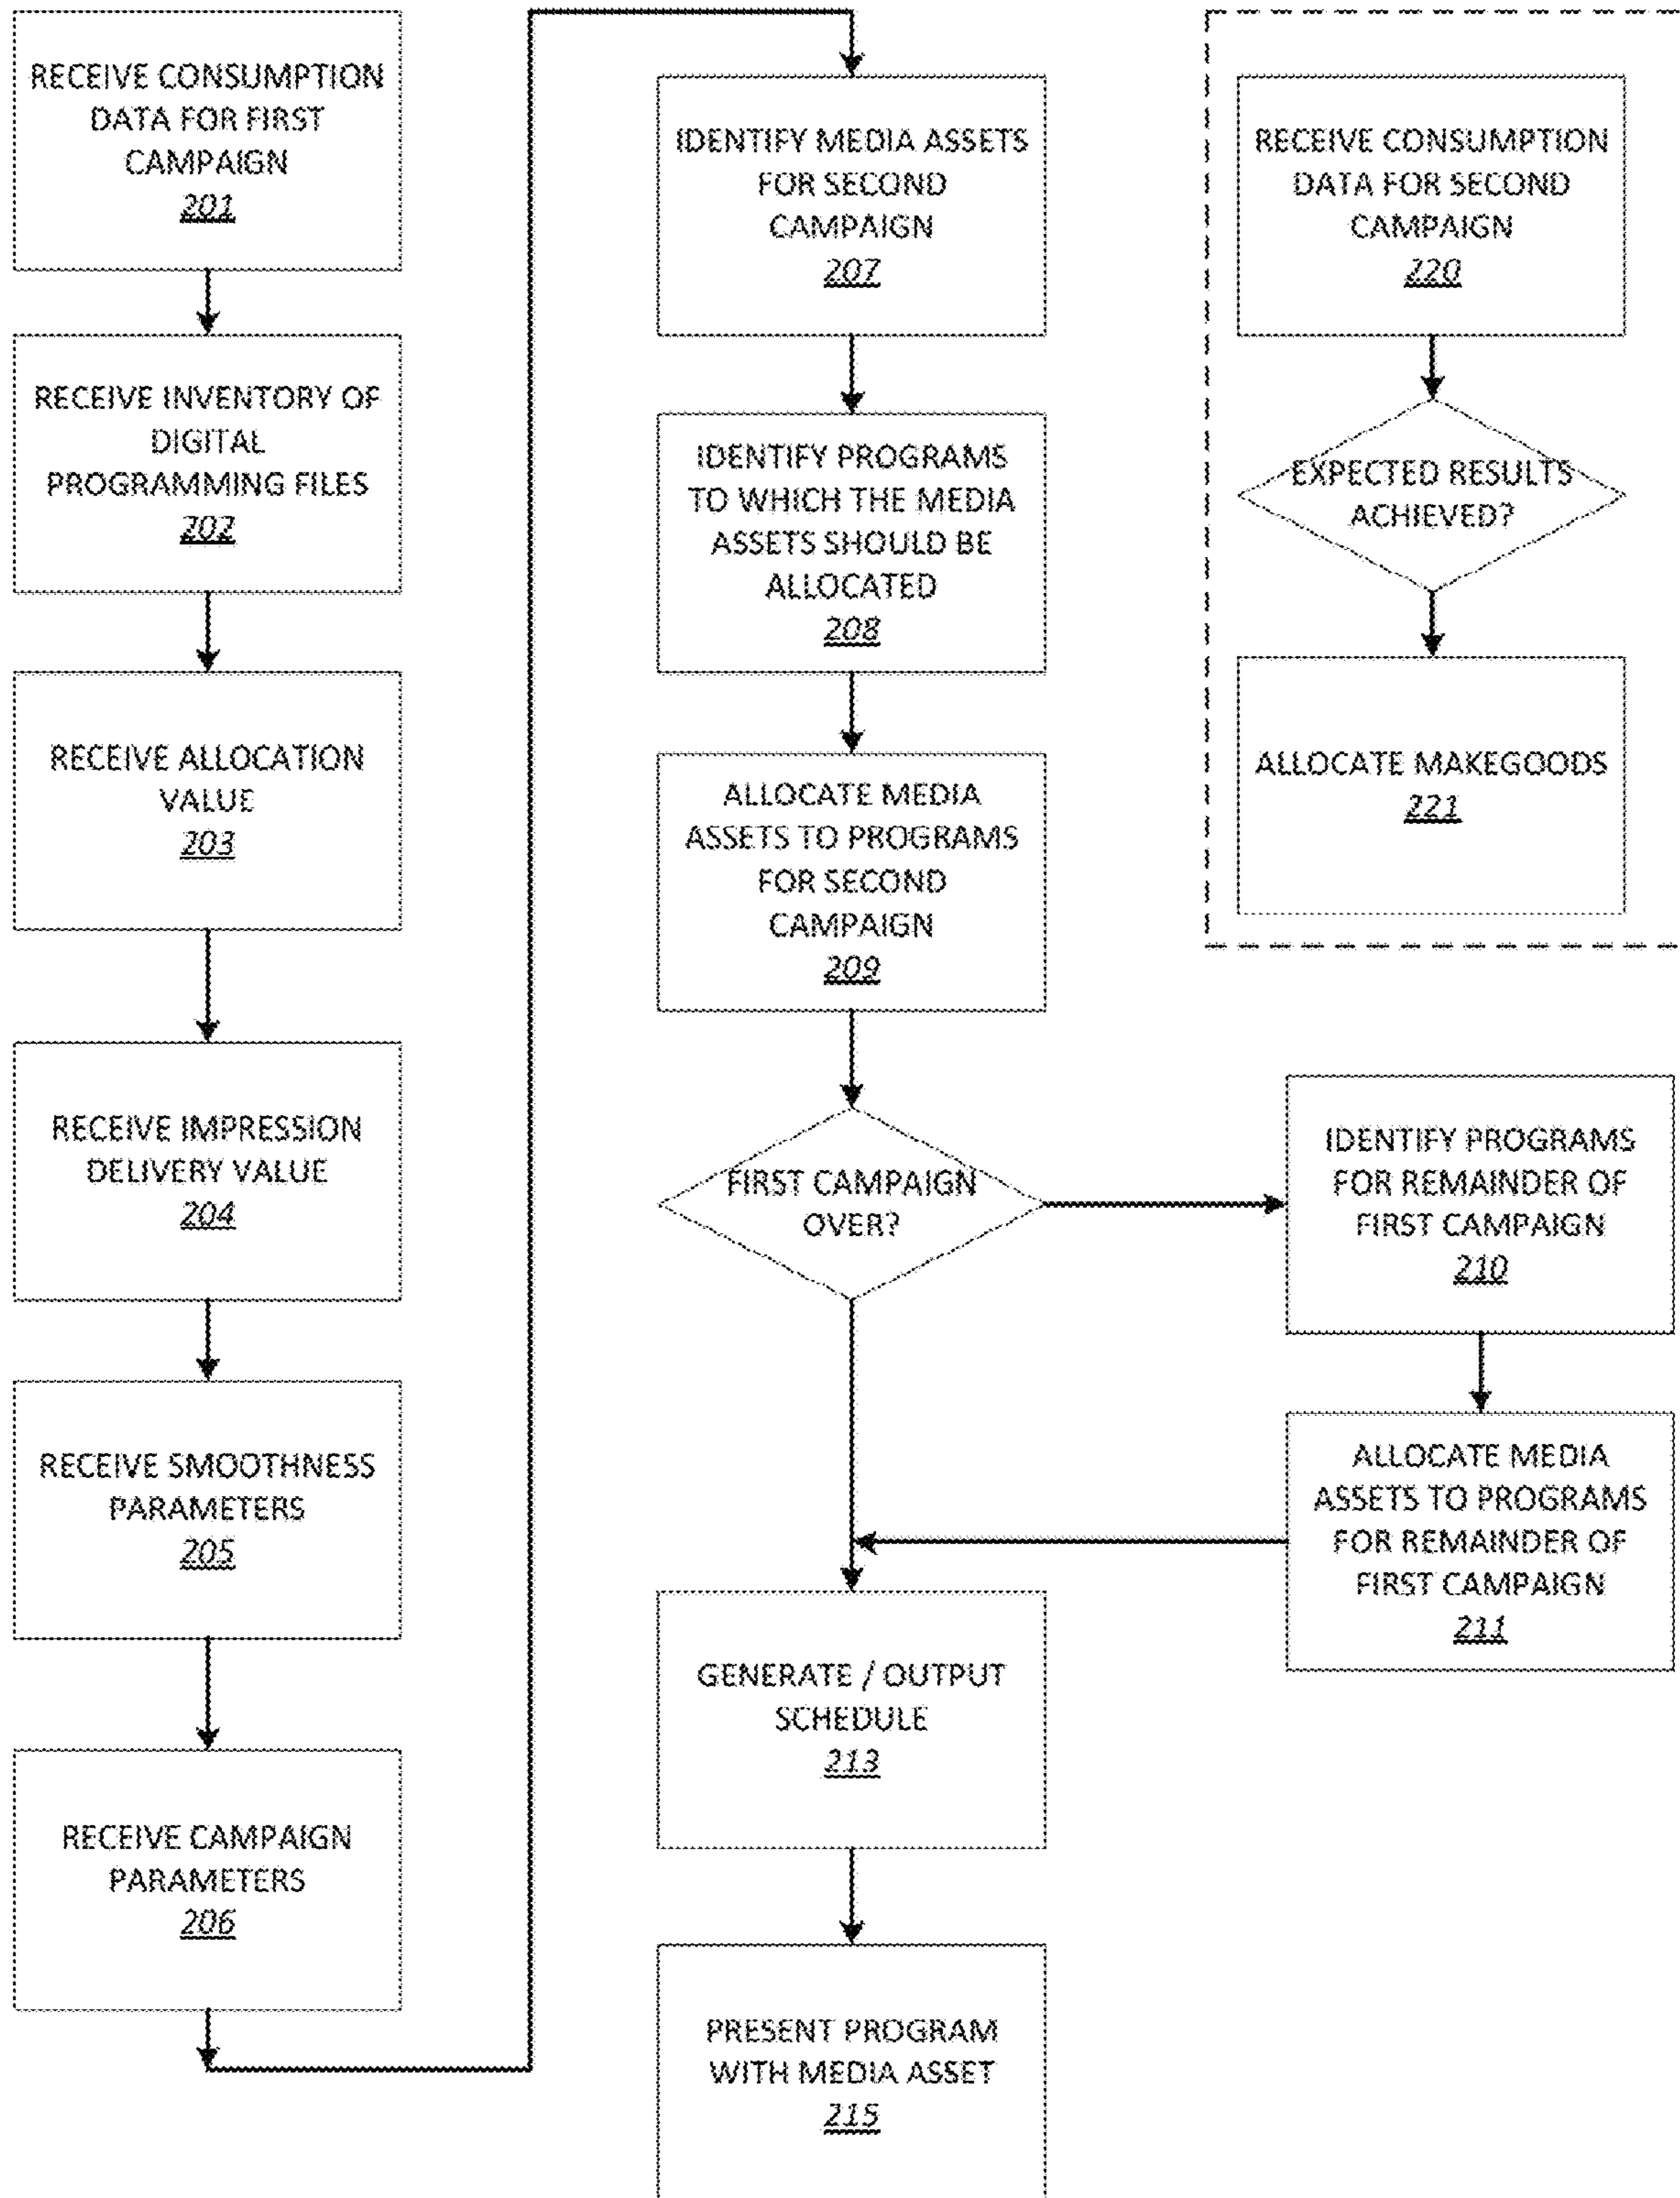 RECEIVE CONSUMPTION
DATA FOR FIRST
CAMPAIGN
201
RECEIVE INVENTORY OF
DIGITAL
PROGRAMMING FILES
202
RECEIVE ALLOCATION
VALUE
203
RECEIVE IMPRESSION
DELIVERY VALUE
204
RECEIVE SMOOTHNESS
PARAMETERS
205
RECEIVE CAMPAIGN
PARAMETERS
206
IDENTIFY MEDIA ASSETS
FOR SECOND
CAMPAIGN
207
IDENTIFY PROGRAMS
TO WHICH THE MEDIA
ASSETS SHOULD BE
ALLOCATED
208
ALLOCATE MEDIA
ASSETS TO PROGRAMS
FOR SECOND
CAMPAIGN
209
FIRST CAMPAIGN
OVER?
IDENTIFY PROGRAMS
FOR REMAINDER OF
FIRST CAMPAIGN
210
ALLOCATE MEDIA
ASSETS TO PROGRAMS
FOR REMAINDER OF
FIRST CAMPAIGN
211
GENERATE / OUTPUT
SCHEDULE
213
PRESENT PROGRAM
WITH MEDIA ASSET
215
RECEIVE CONSUMPTION
DATA FOR SECOND
CAMPAIGN
220
EXPECTED RESULTS
ACHIEVED?
ALLOCATE MAKEGOODS
221